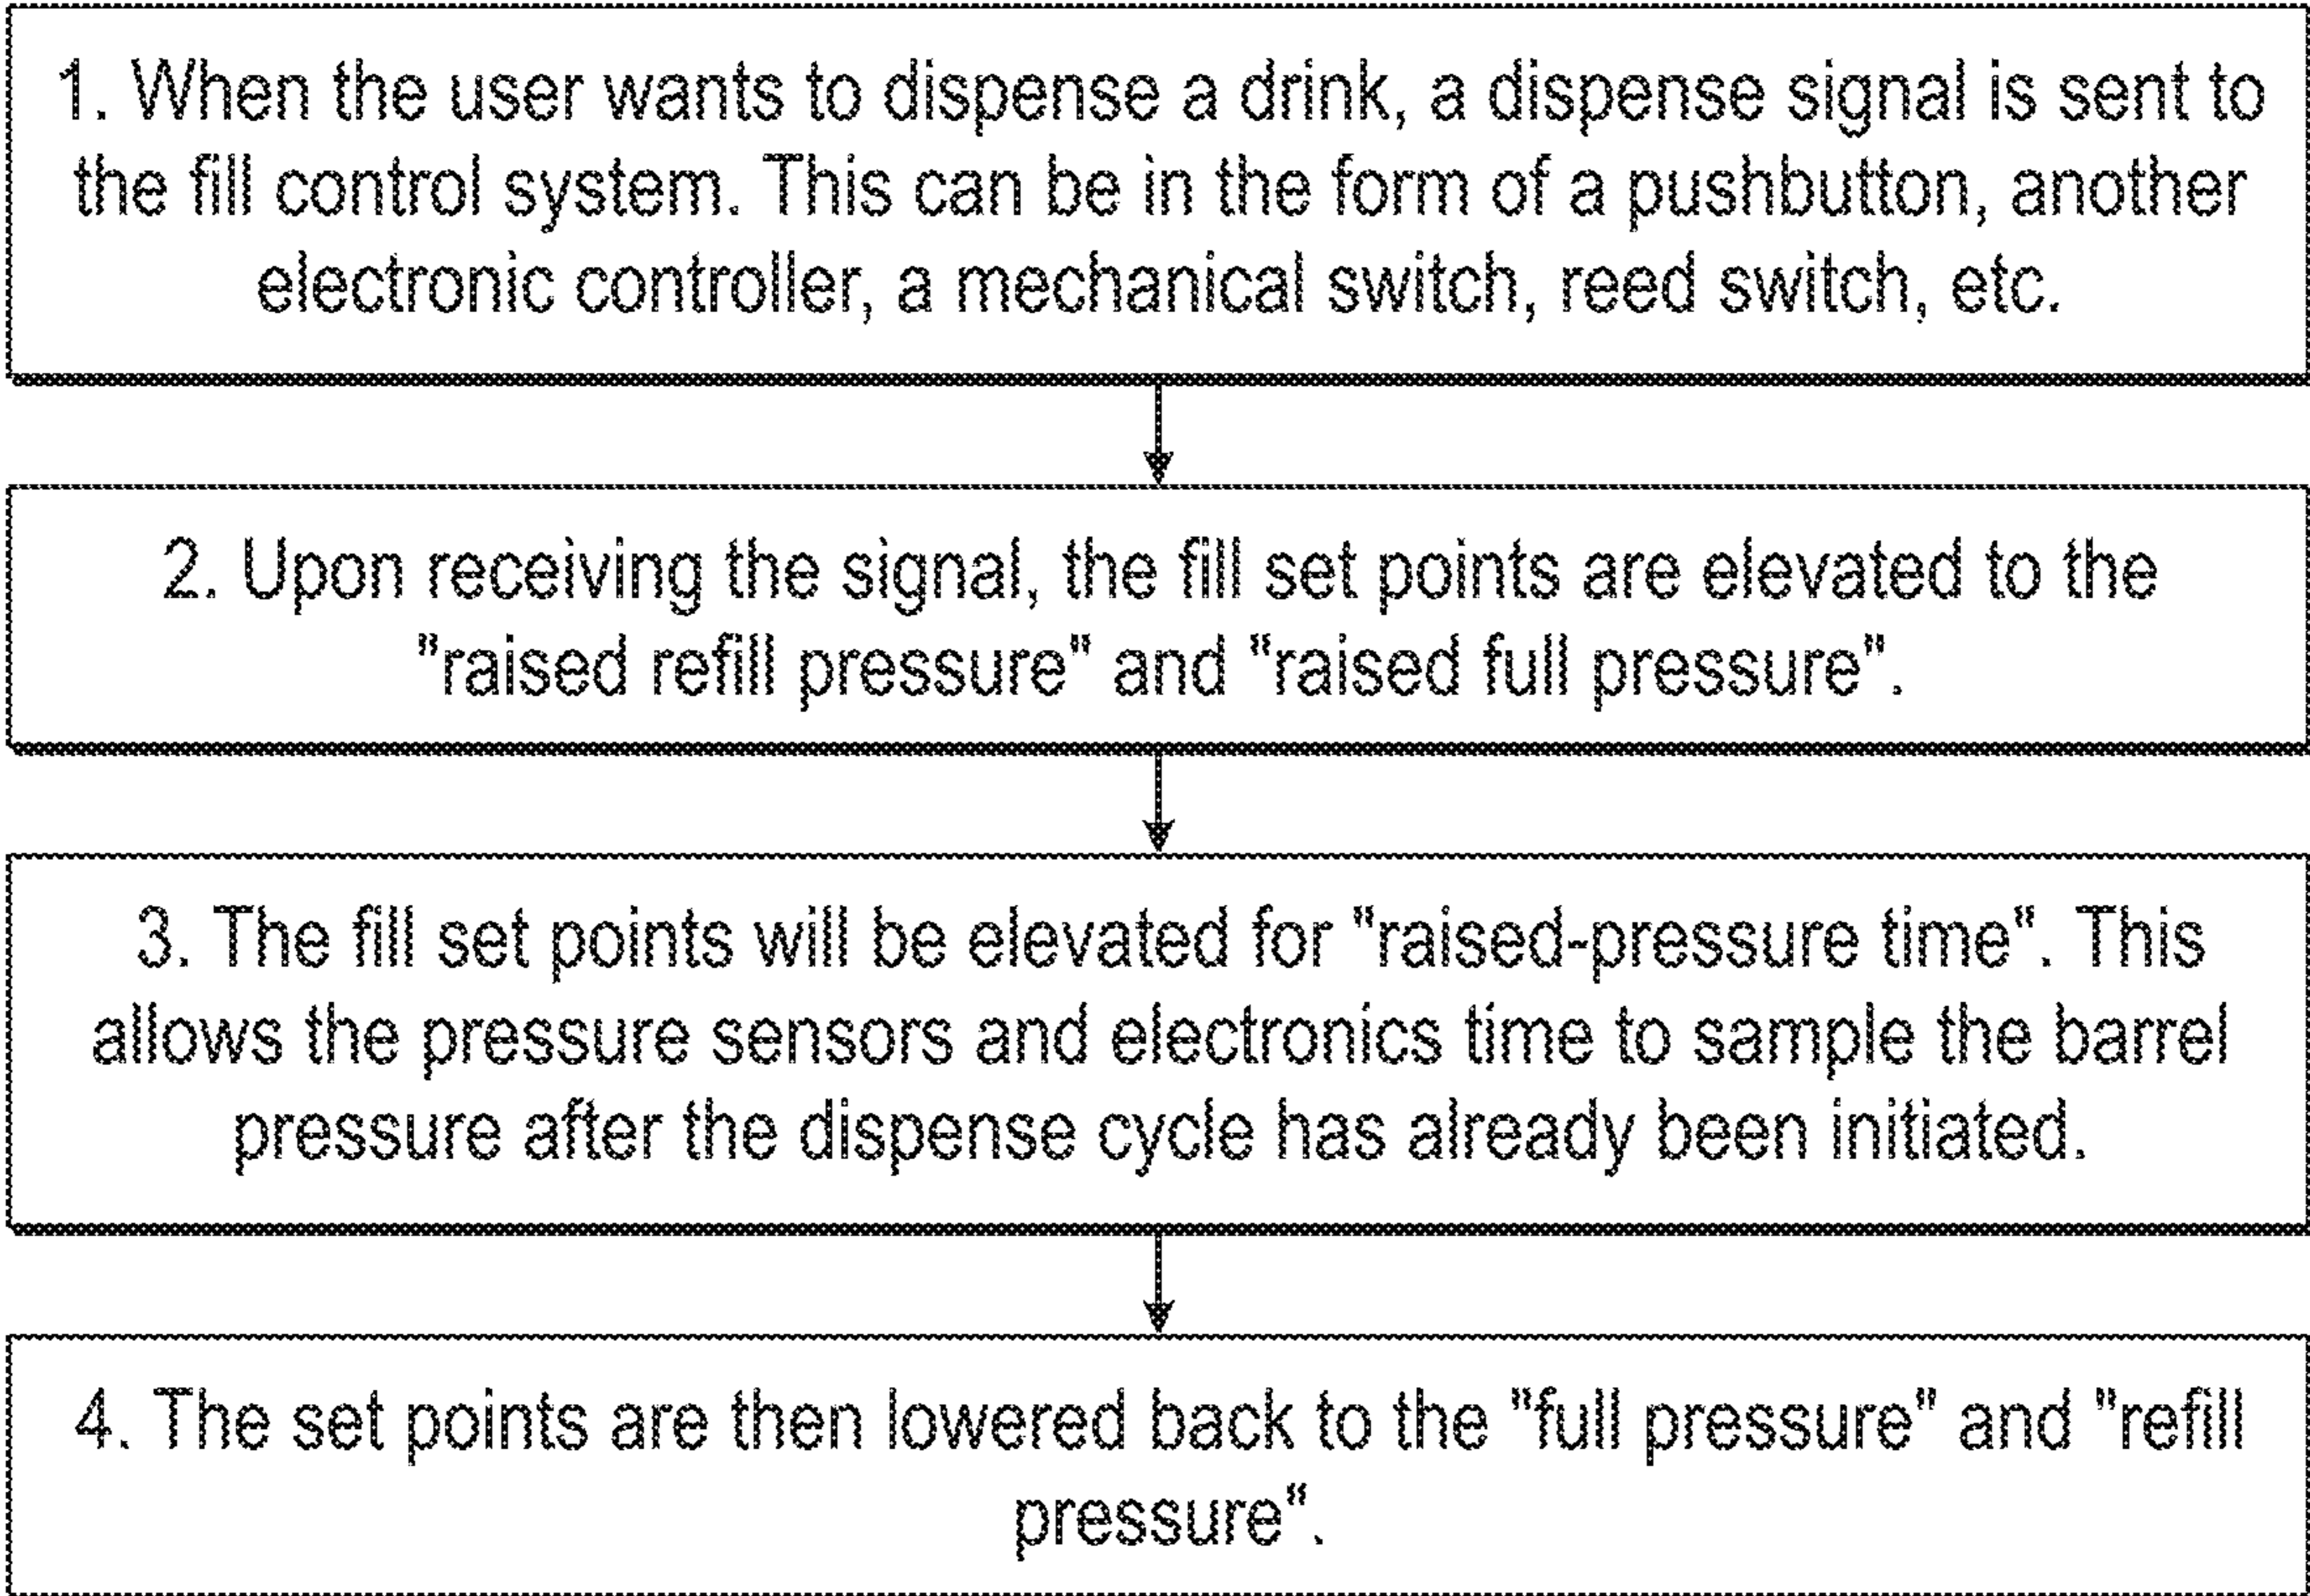 1. When the user wants to dispense a drink, a dispense signal is sent to
the fill control system. This can be in the form of a pushbutton, another
electronic controller, a mechanical switch, reed switch, etc.
2. Upon receiving the signal, the fill set points are elevated to the
"raised refill pressure" and "raised full pressure".
3. The fill set points will be elevated for "raised-pressure time". This
allows the pressure sensors and electronics time to sample the barrel
pressure after the dispense cycle has already been initiated.
4. The set points are then lowered back to the "full pressure" and "refill
pressure".